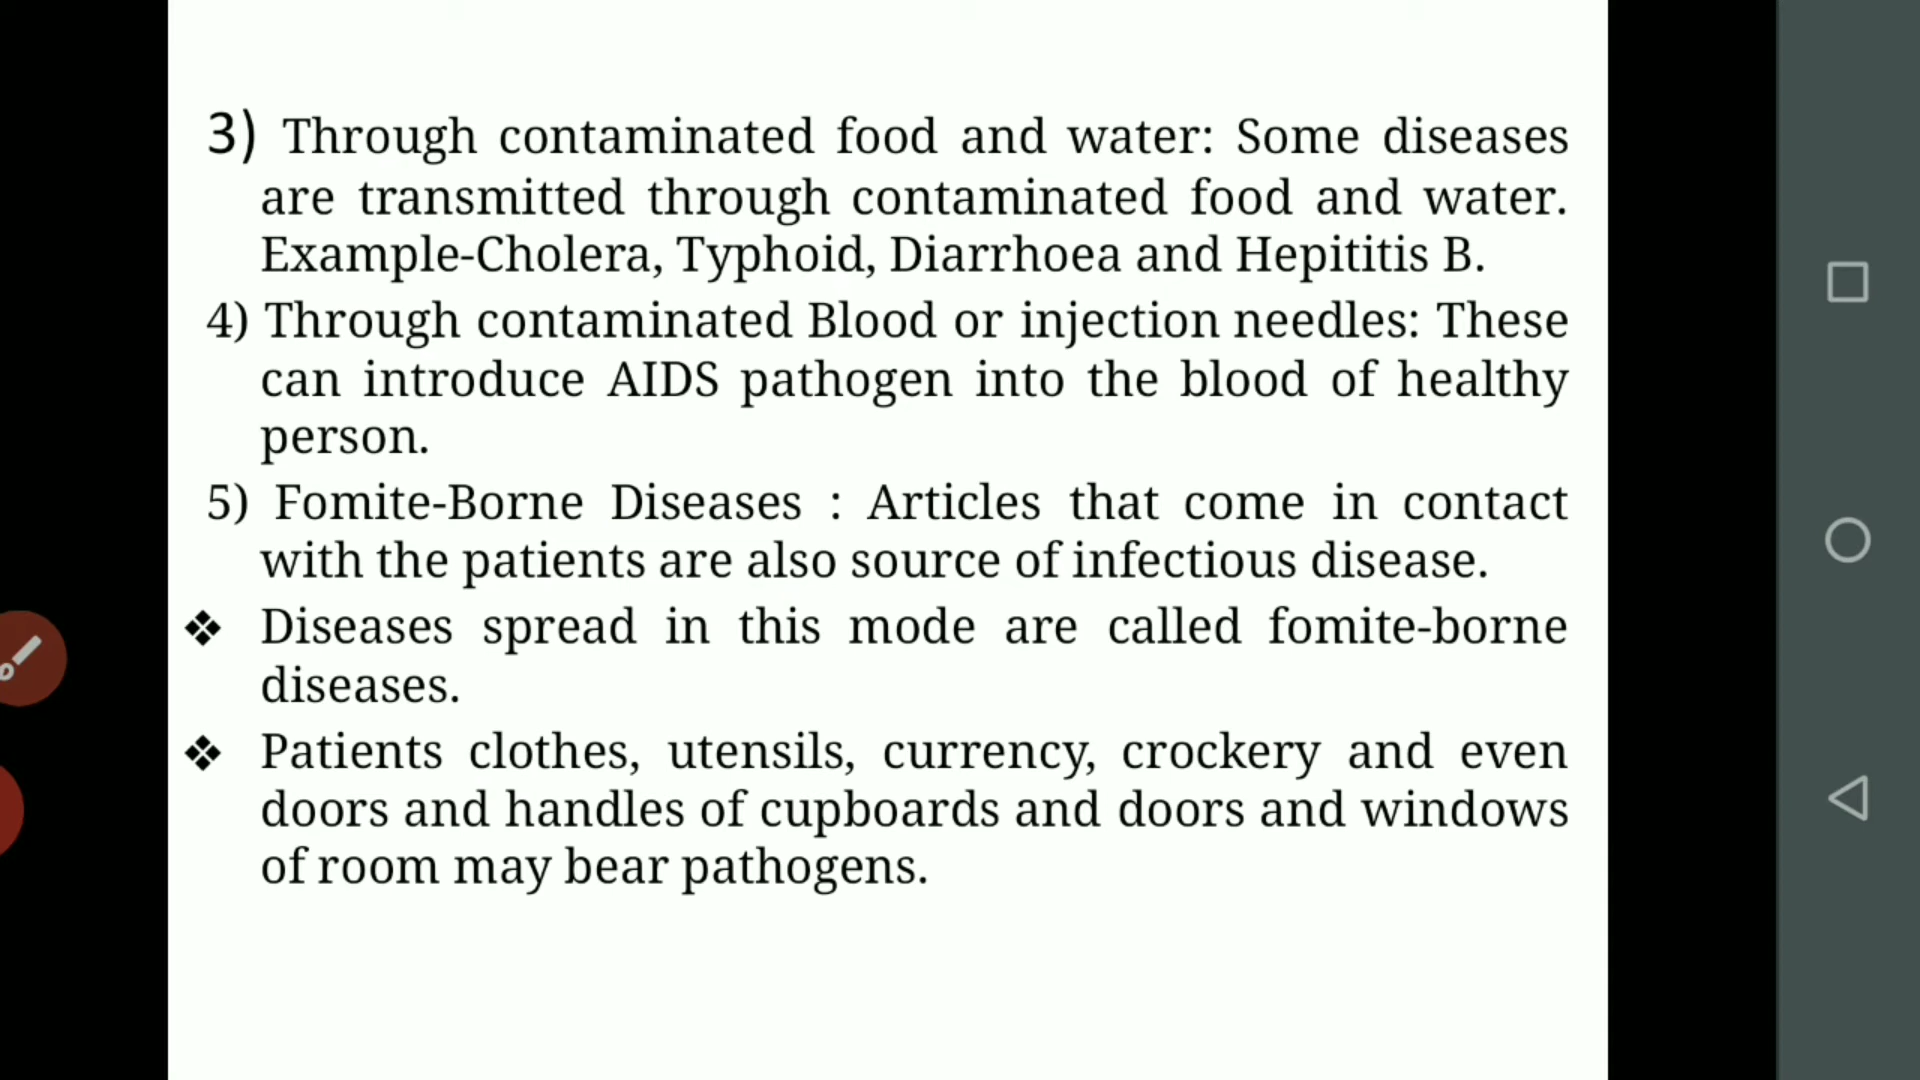 3) Through contaminated food and water: Some diseases
are transmitted through contaminated food and water.
Example-Cholera, Typhoid, Diarrhoea and Hepititis B.
4) Through contaminated Blood or injection needles: These
can introduce AIDS pathogen into the blood of healthy
person.
5) Fomite-Borne Diseases : Articles that come in contact
with the patients are also source of infectious disease.
❖ Diseases spread in this mode are called fomite-borne
diseases.
❖ Patients clothes, utensils, currency, crockery and even
doors and handles of cupboards and doors and windows
of room may bear pathogens.